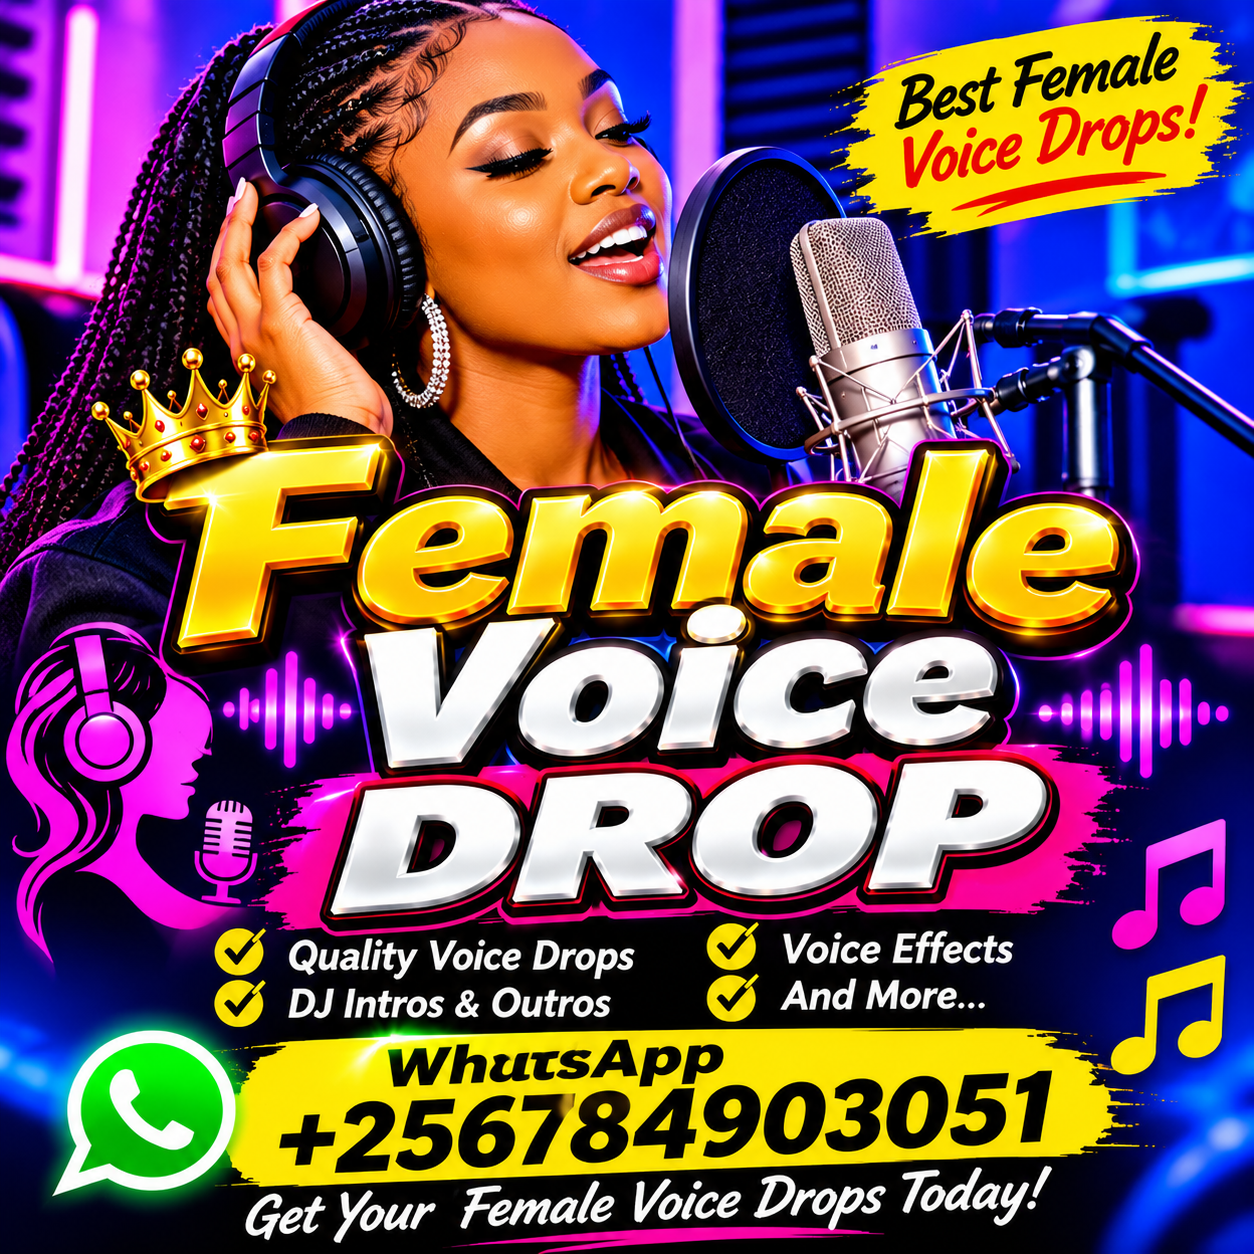 Best Female
Voice Drops!
Female
Voice
DROP
Quality Voice Drops
Voice Effects
DJ Intros & Outros
And More...
WhatsApp
+256784903051
Get Your Female Voice Drops Today!